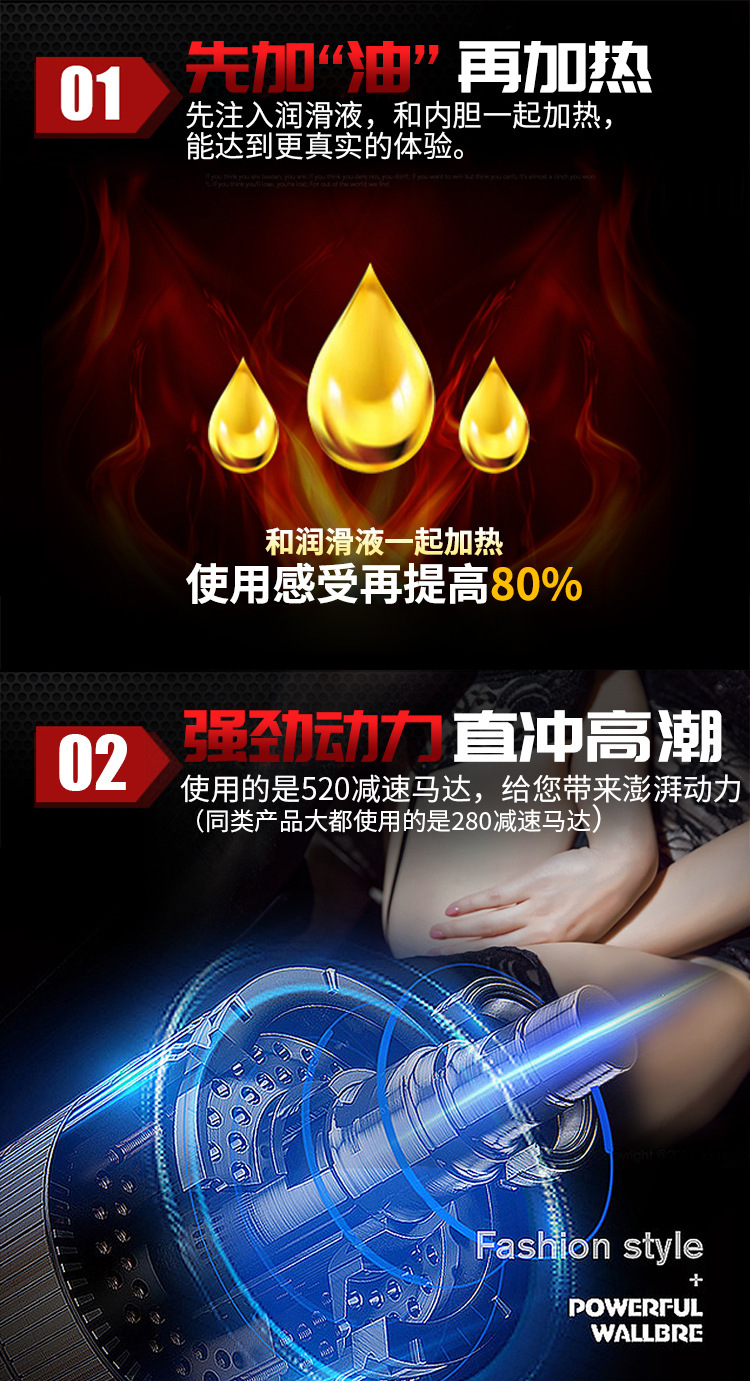 01
先加“油” 再加热
先注入润滑液，和内胆一起加热，
能达到更真实的体验。
和润滑液一起加热
使用感受再提高80%
02
强劲动力 直冲高潮
使用的是520减速马达，给您带来澎湃动力
（同类产品大都使用的是280减速马达）
Fashion style
+
POWERFUL
WALLBRE